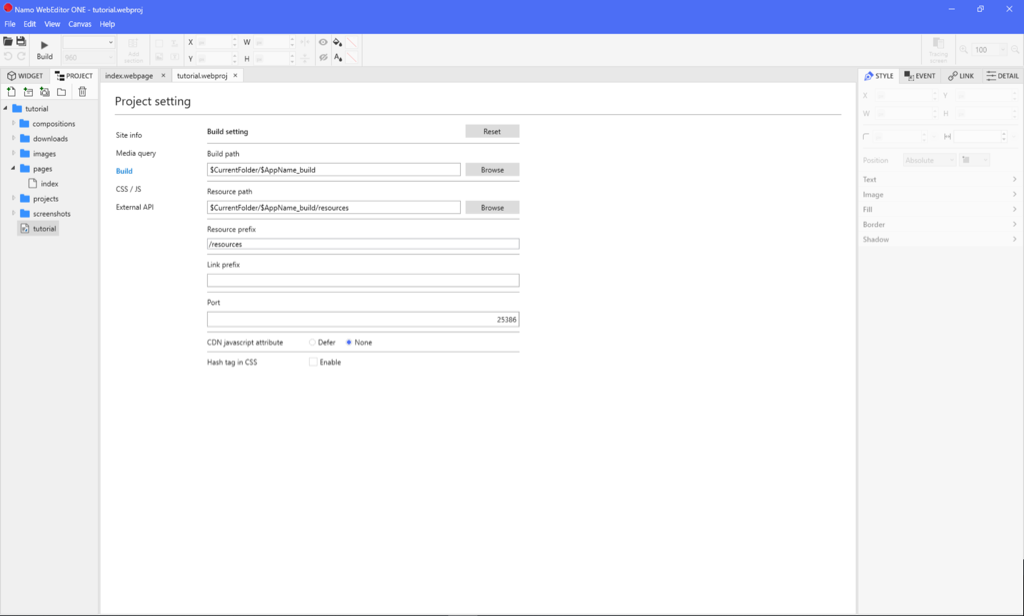 Namo WebEditor ONE - tutorial.webproj
File Edit View Canvas Help
Build
960
Add section
X
W
Y
H
Tracing screen
100
WIDGET PROJECT
index.webpage × tutorial.webproj ×
STYLE EVENT LINK DETAIL
tutorial
compositions
downloads
images
pages
index
projects
screenshots
tutorial
Project setting
Site info
Media query
Build
CSS / JS
External API
Build setting Reset
Build path
$CurrentFolder/$AppName_build Browse
Resource path
$CurrentFolder/$AppName_build/resources Browse
Resource prefix
/resources
Link prefix
Port
25386
CDN javascript attribute Defer None
Hash tag in CSS Enable
X Y
W H
Position Absolute
Text
Image
Fill
Border
Shadow